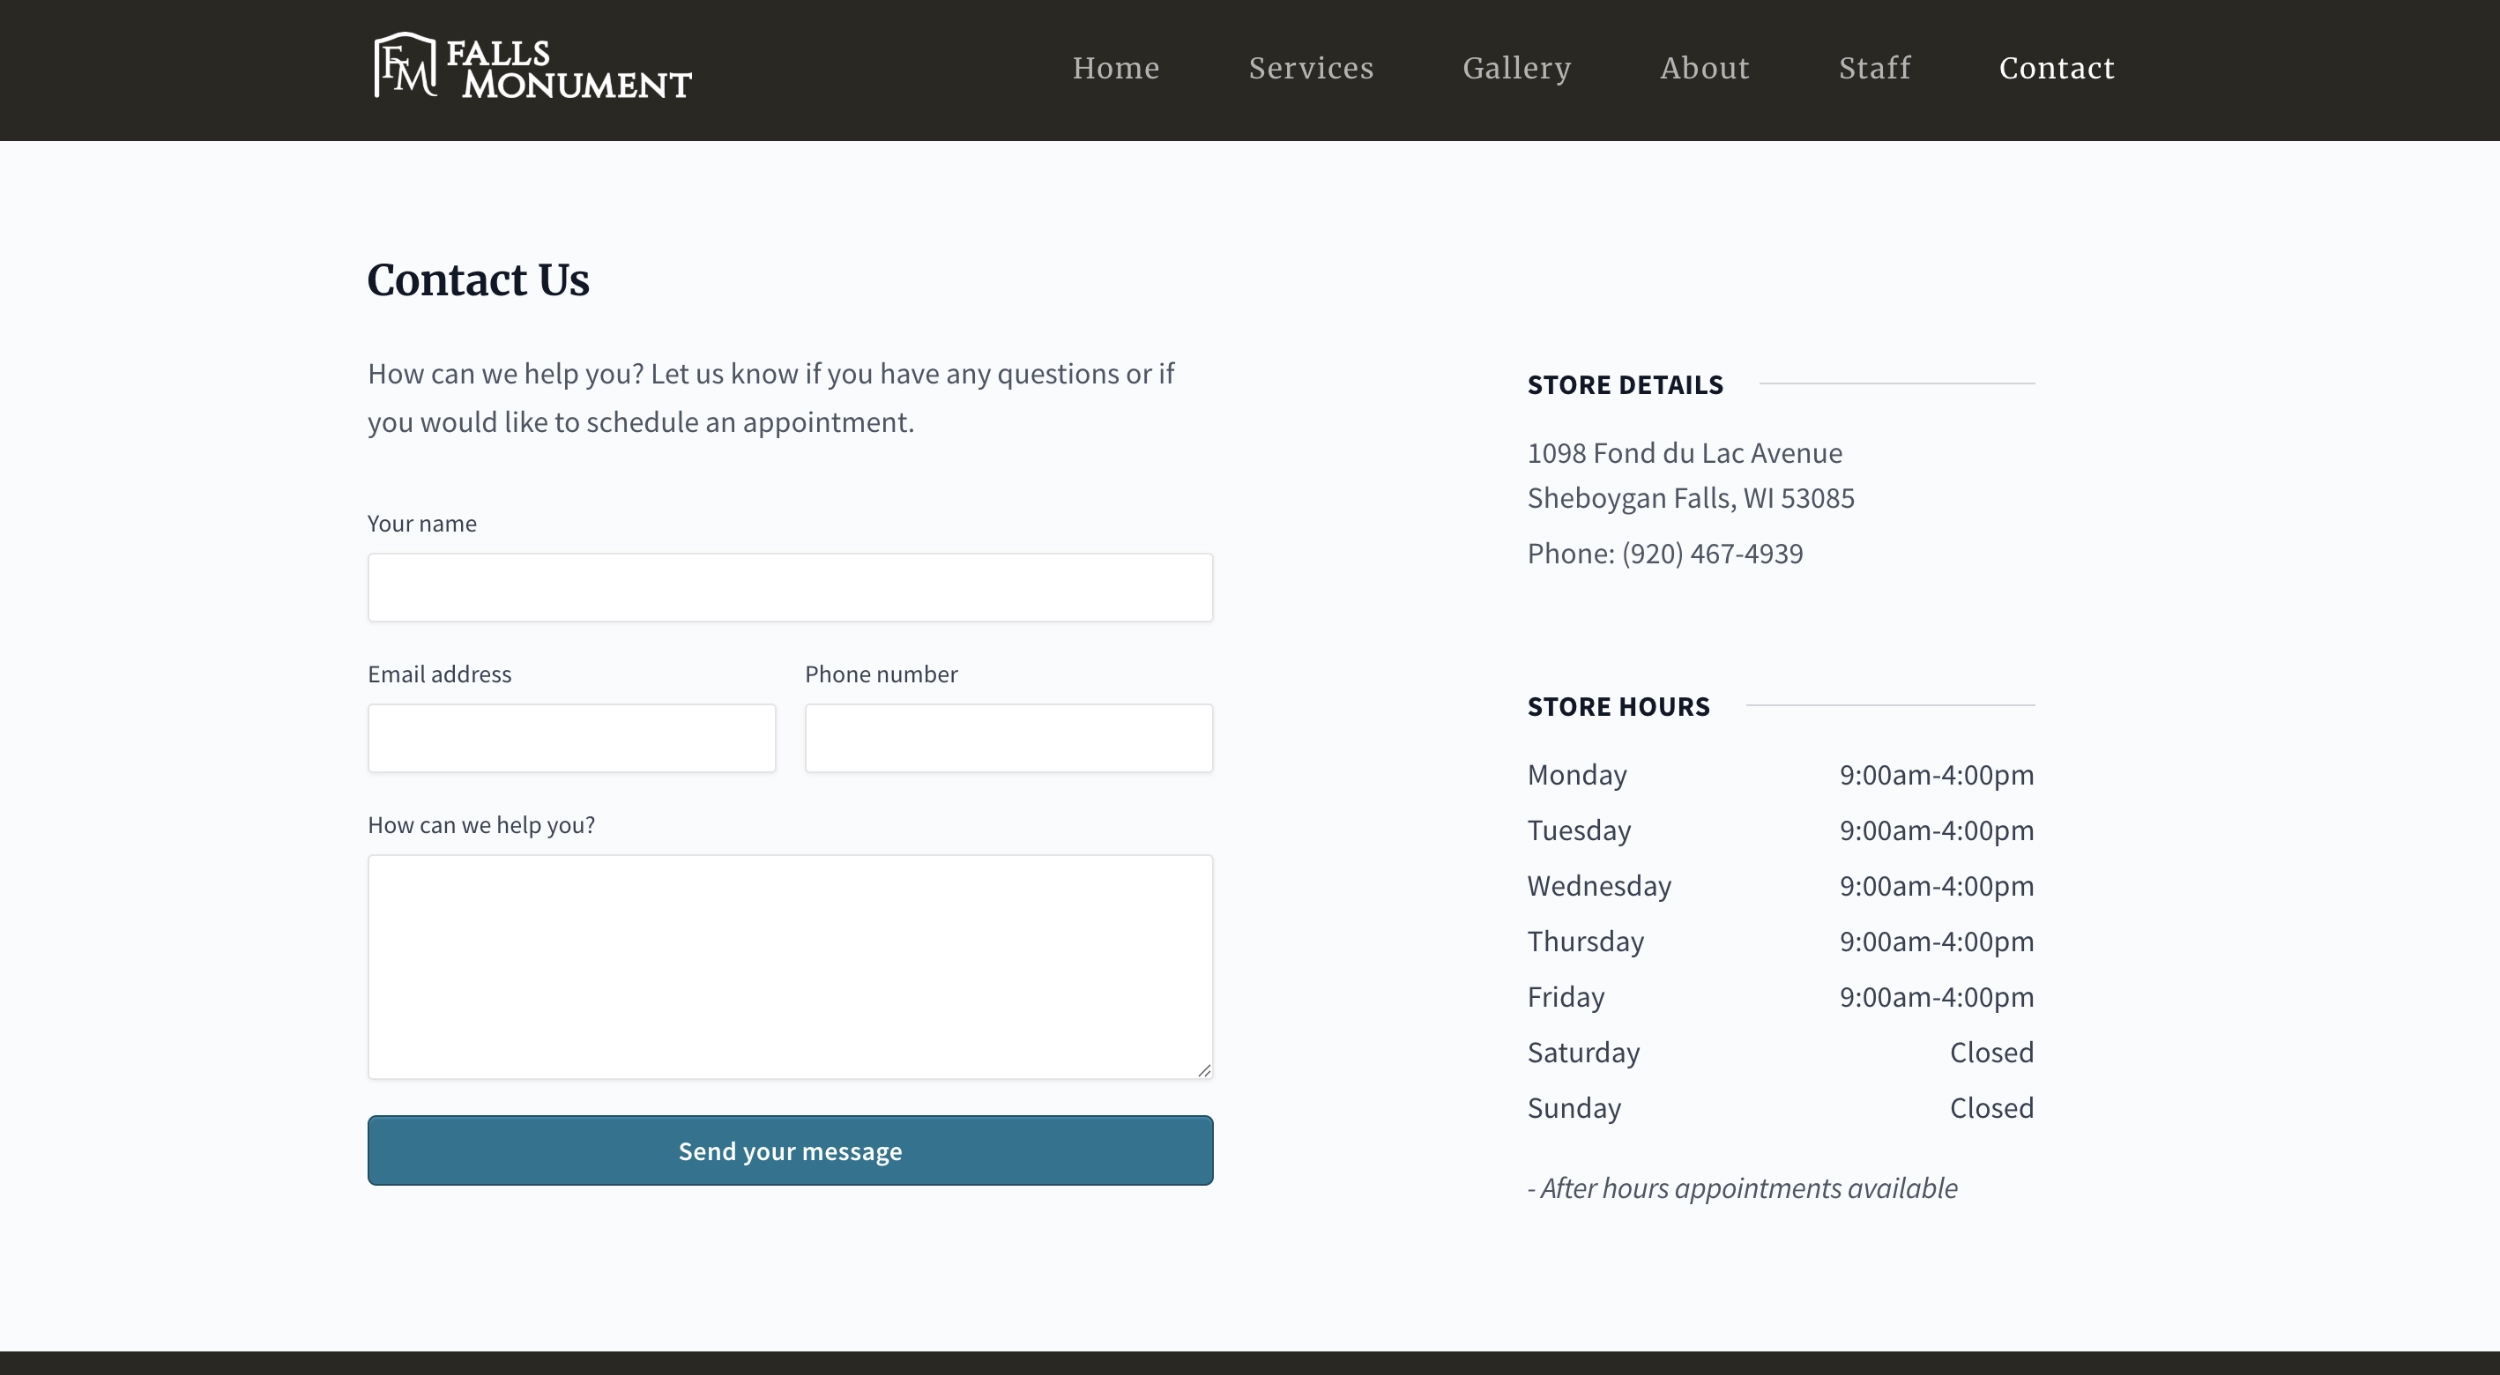 FM FALLS
MONUMENT
Home Services Gallery About Staff Contact
Contact Us
How can we help you? Let us know if you have any questions or if
you would like to schedule an appointment.
Your name
Email address Phone number
How can we help you?
Send your message
STORE DETAILS
1098 Fond du Lac Avenue
Sheboygan Falls, WI 53085
Phone: (920) 467-4939
STORE HOURS
Monday 9:00am-4:00pm
Tuesday 9:00am-4:00pm
Wednesday 9:00am-4:00pm
Thursday 9:00am-4:00pm
Friday 9:00am-4:00pm
Saturday Closed
Sunday Closed
- After hours appointments available